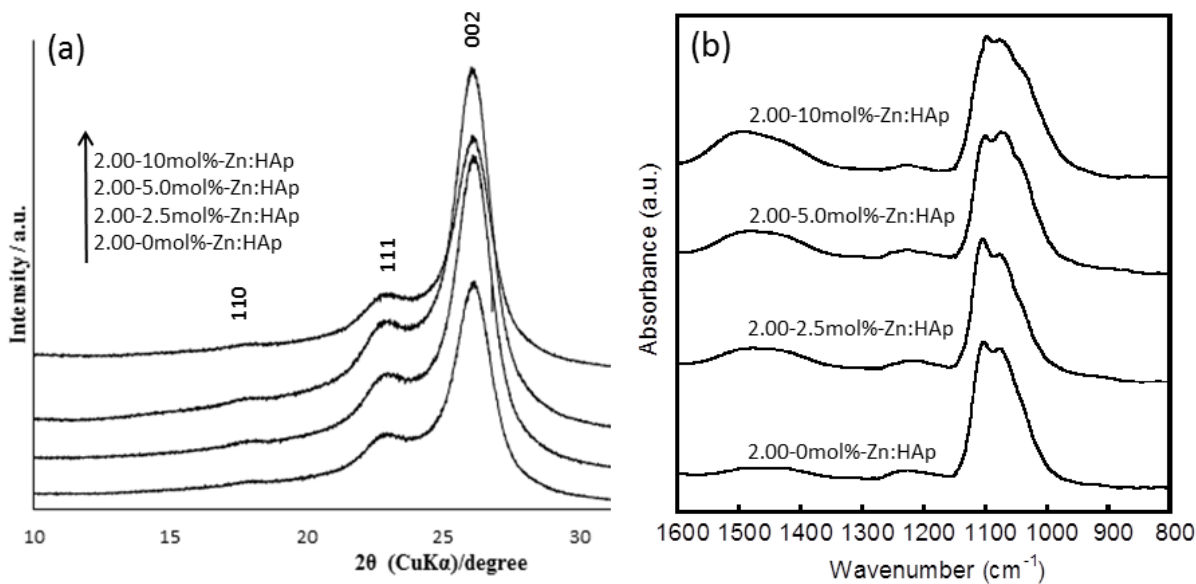 (a)
002
111
110
2.00-10mol%-Zn:HAp
2.00-5.0mol%-Zn:HAp
2.00-2.5mol%-Zn:HAp
2.00-0mol%-Zn:HAp
Intensity / a.u.
10 15 20 25 30
2θ (CuKα)/degree
(b)
2.00-10mol%-Zn:HAp
2.00-5.0mol%-Zn:HAp
2.00-2.5mol%-Zn:HAp
2.00-0mol%-Zn:HAp
Absorbance (a.u.)
1600 1500 1400 1300 1200 1100 1000 900 800
Wavenumber (cm⁻¹)